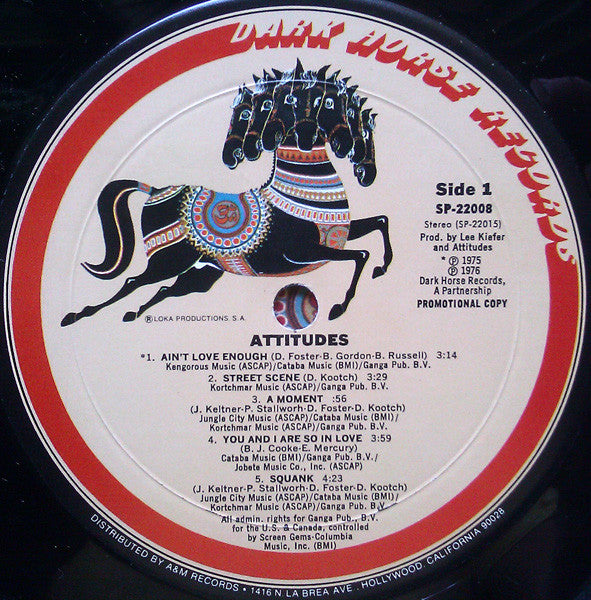 DARK HORSE RECORDS
Side 1
SP-22008
Stereo (SP-22015)
Prod. by Lee Kiefer
and Attitudes
* ℗ 1975
℗ 1976
Dark Horse Records,
A Partnership
PROMOTIONAL COPY
ॐ
® LOKA PRODUCTIONS S.A.
ATTITUDES
*1. AIN'T LOVE ENOUGH (D. Foster-B. Gordon-B. Russell) 3:14
Kengorous Music (ASCAP)/Cataba Music (BMI)/Ganga Pub. B.V.
2. STREET SCENE (D. Kootch) 3:29
Kortchmar Music (ASCAP)/Ganga Pub. B.V.
3. A MOMENT :56
(J. Keltner-P. Stallworh-D. Foster-D. Kootch)
Jungle City Music (ASCAP)/Cataba Music (BMI)/
Kortchmar Music (ASCAP)/Ganga Pub. B.V.
4. YOU AND I ARE SO IN LOVE 3:59
(B. J. Cooke-E. Mercury)
Cataba Music (BMI)/Ganga Pub. B.V./
Jobete Music Co., Inc. (ASCAP)
5. SQUANK 4:23
(J. Keltner-P. Stallworh-D. Foster-D. Kootch)
Jungle City Music (ASCAP)/Cataba Music (BMI)/
Kortchmar Music (ASCAP)/Ganga Pub. B.V.
All admin. rights for Ganga Pub., B.V.
for the U.S. & Canada, controlled
by Screen Gems-Columbia
Music, Inc. (BMI)
DISTRIBUTED BY A&M RECORDS • 1416 N. LA BREA AVE. HOLLYWOOD, CALIFORNIA 90028